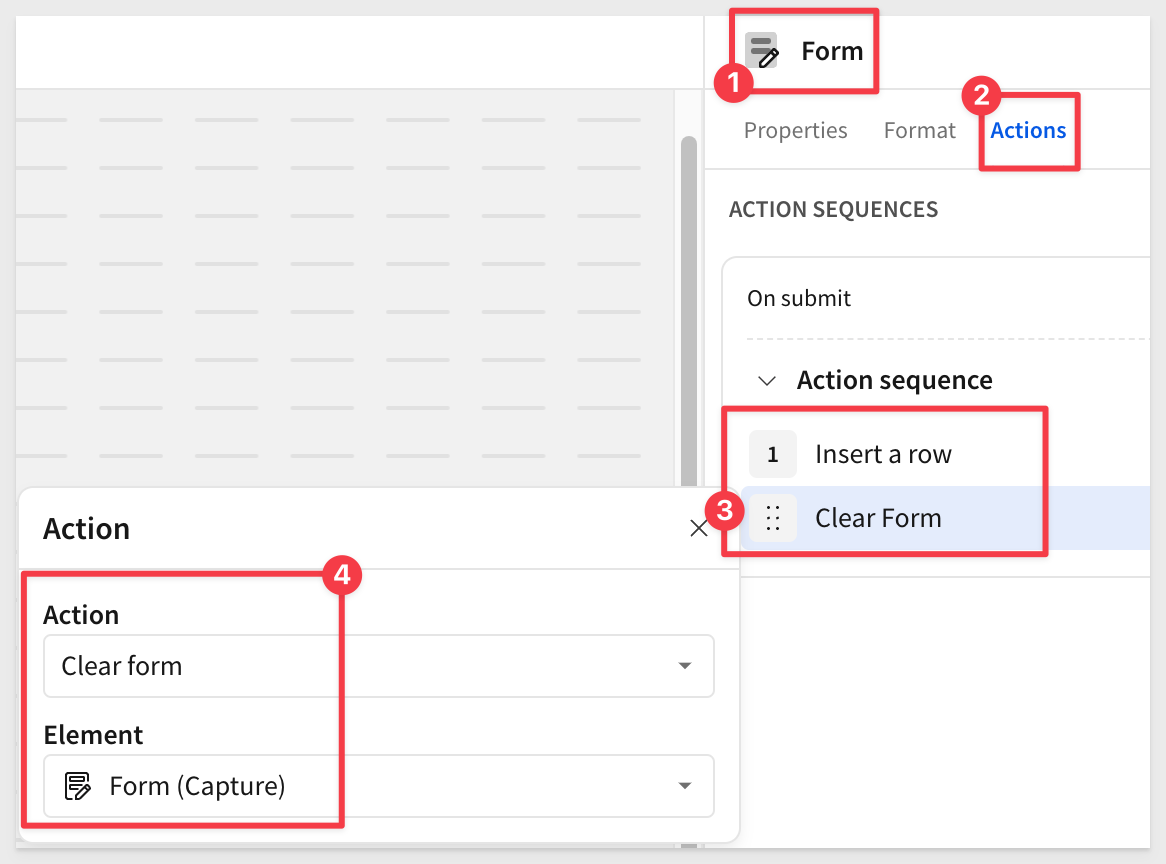 Form
1
2
Properties Format Actions
ACTION SEQUENCES
On submit
Action sequence
1 Insert a row
3
Clear Form
Action
4
Action
Clear form
Element
Form (Capture)